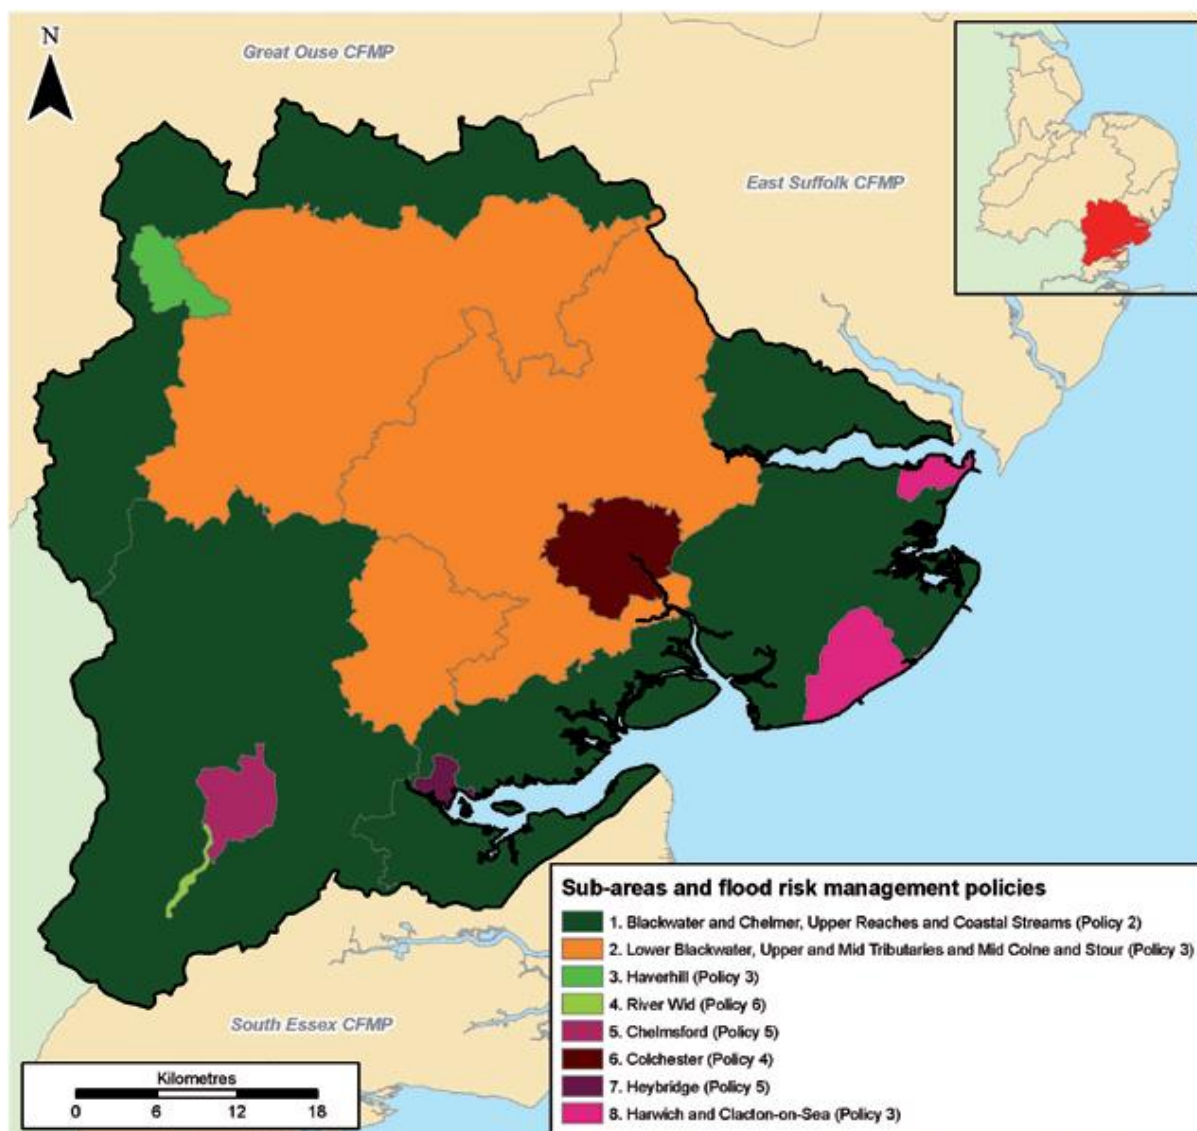 N
Great Ouse CFMP
East Suffolk CFMP
South Essex CFMP
Kilometres
0 6 12 18
Sub-areas and flood risk management policies
1. Blackwater and Chelmer, Upper Reaches and Coastal Streams (Policy 2)
2. Lower Blackwater, Upper and Mid Tributaries and Mid Colne and Stour (Policy 3)
3. Haverhill (Policy 3)
4. River Wid (Policy 6)
5. Chelmsford (Policy 5)
6. Colchester (Policy 4)
7. Heybridge (Policy 5)
8. Harwich and Clacton-on-Sea (Policy 3)